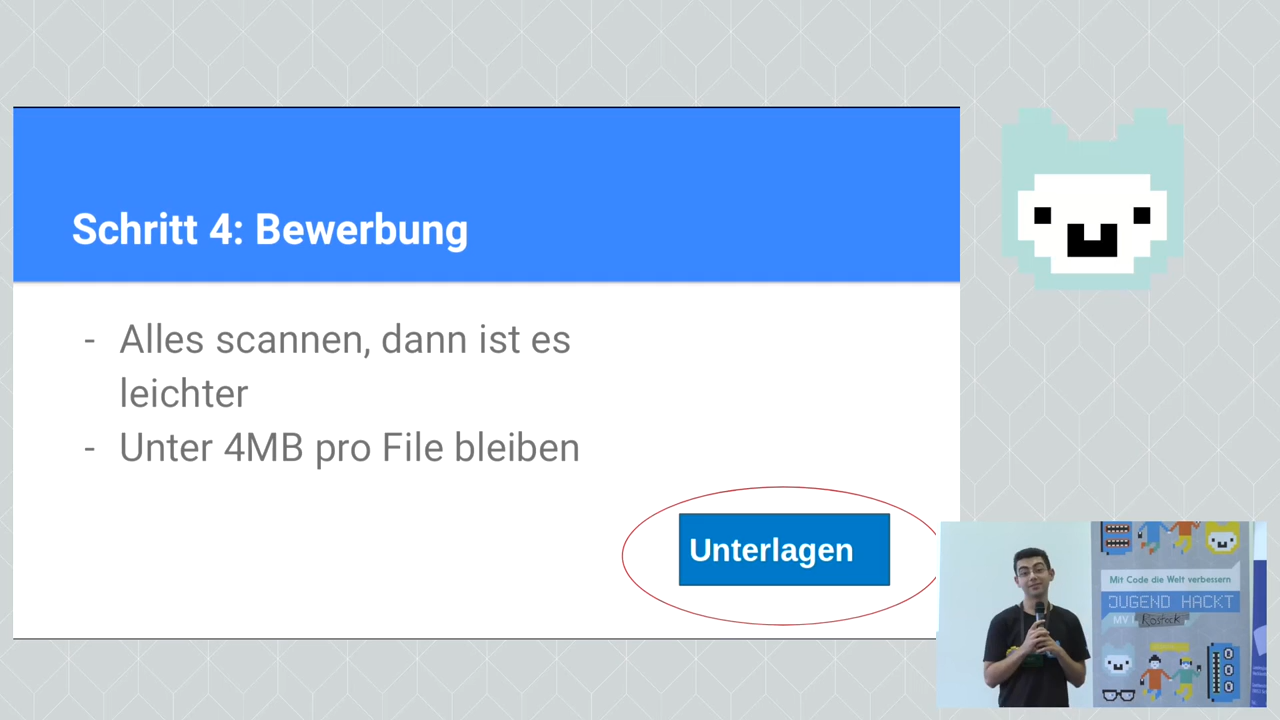 Schritt 4: Bewerbung
- Alles scannen, dann ist es
leichter
- Unter 4MB pro File bleiben
Unterlagen
Mit Code die Welt verbessern
JUGEND HACKT
MV | Rostock